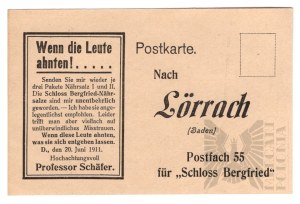 Wenn die Leute
ahnten! . . . . .
Senden Sie mir wieder je
drei Pakete Nährsalz I und II.
Die Schloss Bergfried-Nähr-
salze sind mir unentbehrlich
geworden. — Ich habe sie ange-
legentlichst empfohlen. Leider
trifft man aber vielfach auf
unüberwindliches Misstrauen.
Wenn diese Leute ahnten,
was sie sich entgehen lassen.
D., den 20. Juni 1911.
Hochachtungsvoll
Professor Schäfer.
Postkarte.
Nach
Lörrach
(Baden)
Postfach 55
für „Schloss Bergfried"